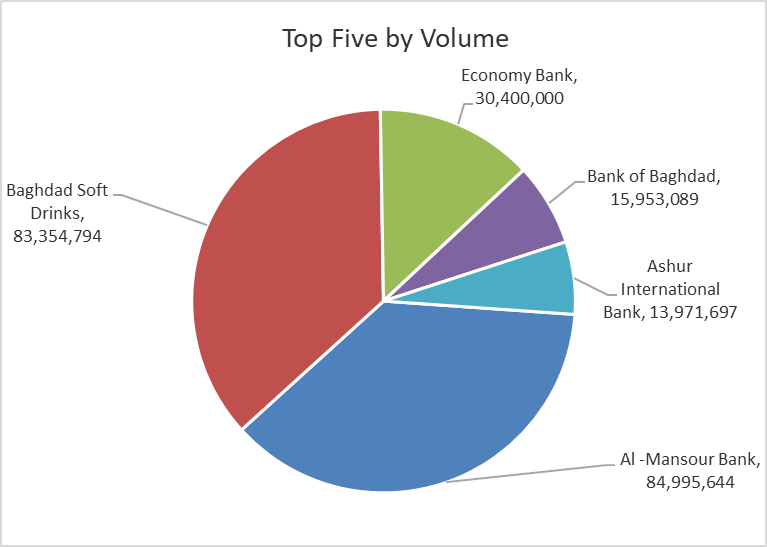 Top Five by Volume
Economy Bank,
30,400,000
Bank of Baghdad,
15,953,089
Baghdad Soft
Drinks,
83,354,794
Ashur
International
Bank, 13,971,697
Al -Mansour Bank,
84,995,644